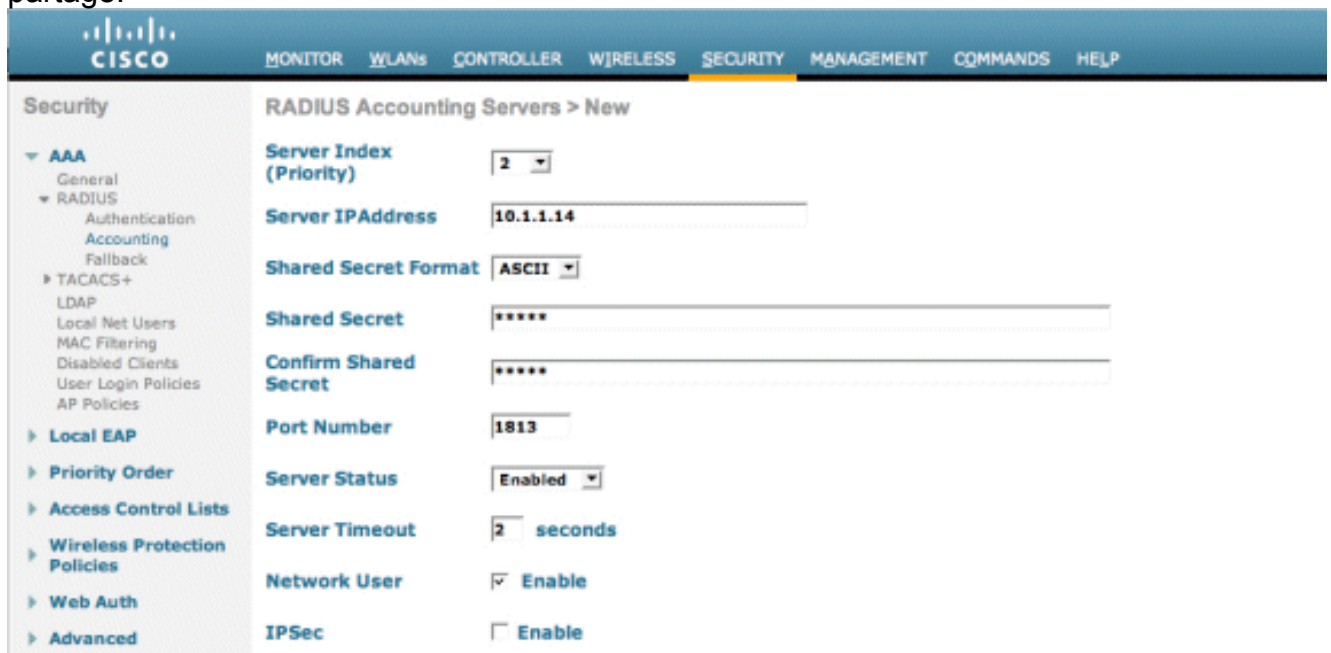 partagé.
CISCO
MONITOR WLANs CONTROLLER WIRELESS SECURITY MANAGEMENT COMMANDS HELP
Security
AAA
General
RADIUS
Authentication
Accounting
Fallback
TACACS+
LDAP
Local Net Users
MAC Filtering
Disabled Clients
User Login Policies
AP Policies
Local EAP
Priority Order
Access Control Lists
Wireless Protection
Policies
Web Auth
Advanced
RADIUS Accounting Servers > New
Server Index
(Priority)
2
Server IPAddress
10.1.1.14
Shared Secret Format
ASCII
Shared Secret
*****
Confirm Shared
Secret
*****
Port Number
1813
Server Status
Enabled
Server Timeout
2 seconds
Network User
Enable
IPSec
Enable